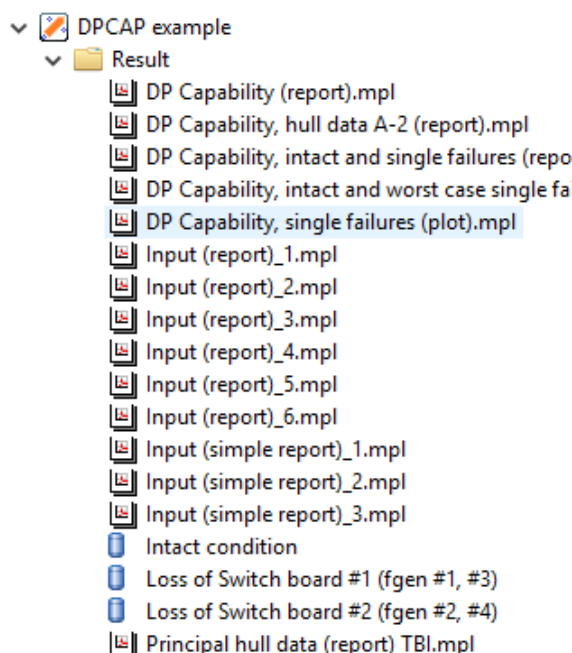 DPCAP example
Result
DP Capability (report).mpl
DP Capability, hull data A-2 (report).mpl
DP Capability, intact and single failures (repo
DP Capability, intact and worst case single fai
DP Capability, single failures (plot).mpl
Input (report)_1.mpl
Input (report)_2.mpl
Input (report)_3.mpl
Input (report)_4.mpl
Input (report)_5.mpl
Input (report)_6.mpl
Input (simple report)_1.mpl
Input (simple report)_2.mpl
Input (simple report)_3.mpl
Intact condition
Loss of Switch board #1 (fgen #1, #3)
Loss of Switch board #2 (fgen #2, #4)
Principal hull data (report) TBI.mpl